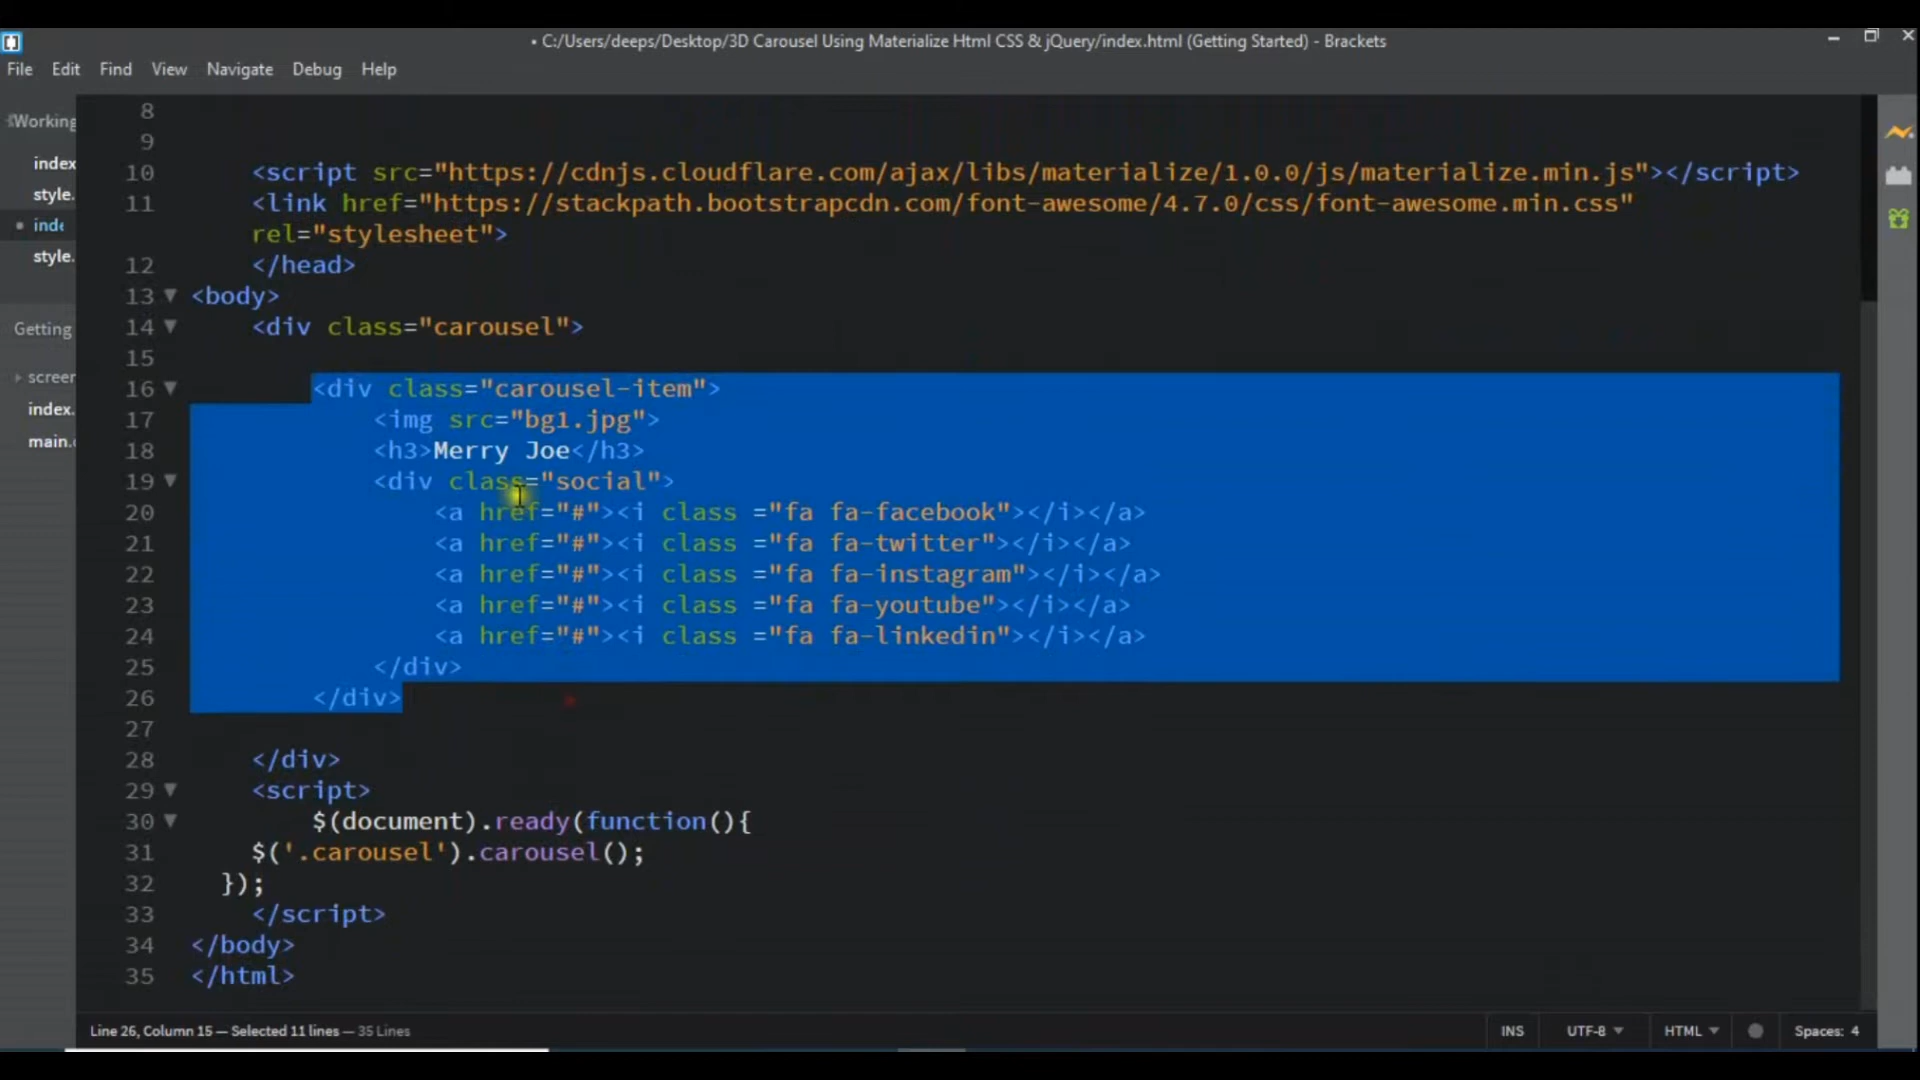 • C:/Users/deeps/Desktop/3D Carousel Using Materialize Html CSS & jQuery/index.html (Getting Started) - Brackets
File Edit Find View Navigate Debug Help
Working
index
style.
inde
style.
Getting
screen
index.
main.c
8
9
10 <script src="https://cdnjs.cloudflare.com/ajax/libs/materialize/1.0.0/js/materialize.min.js"></script>
11 <link href="https://stackpath.bootstrapcdn.com/font-awesome/4.7.0/css/font-awesome.min.css"
rel="stylesheet">
12 </head>
13 <body>
14 <div class="carousel">
15
16 <div class="carousel-item">
17 <img src="bg1.jpg">
18 <h3>Merry Joe</h3>
19 <div class="social">
20 <a href="#"><i class ="fa fa-facebook"></i></a>
21 <a href="#"><i class ="fa fa-twitter"></i></a>
22 <a href="#"><i class ="fa fa-instagram"></i></a>
23 <a href="#"><i class ="fa fa-youtube"></i></a>
24 <a href="#"><i class ="fa fa-linkedin"></i></a>
25 </div>
26 </div>
27
28 </div>
29 <script>
30 $(document).ready(function(){
31 $('.carousel').carousel();
32 });
33 </script>
34 </body>
35 </html>
Line 26, Column 15 — Selected 11 lines — 35 Lines
INS UTF-8 HTML Spaces: 4